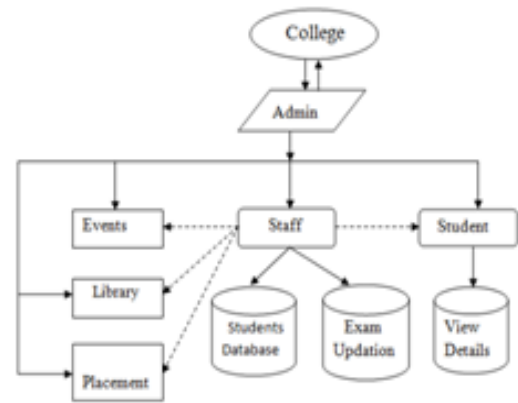 College
Admin
Events
Staff
Student
Library
Students
Database
Exam
Updation
View
Details
Placement